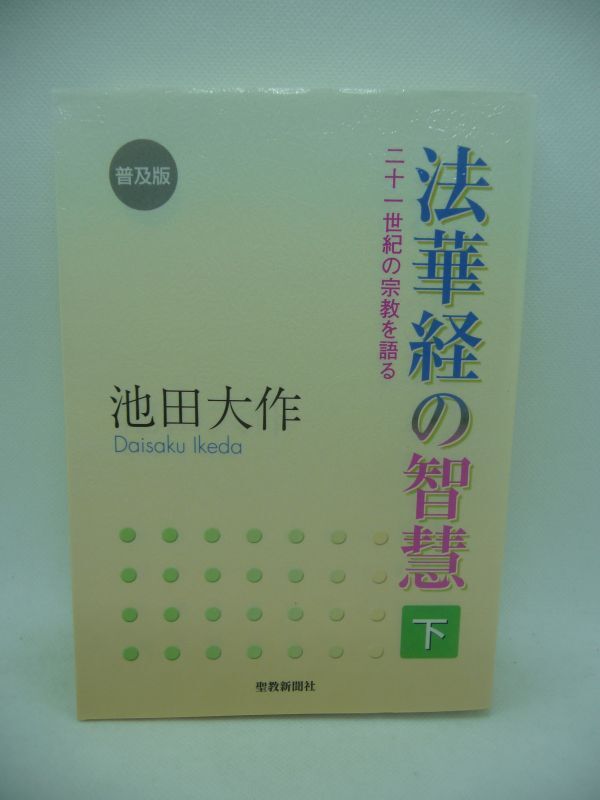 法華経の智慧
下
二十一世紀の宗教を語る
普及版
池田大作
Daisaku Ikeda
聖教新聞社